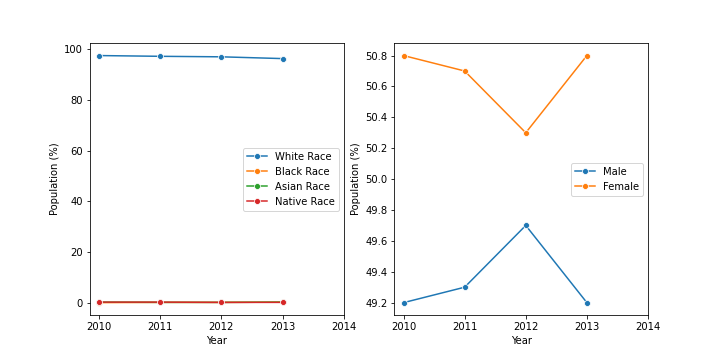 100
80
60
40
20
0
Population (%)
2010 2011 2012 2013 2014
Year
White Race
Black Race
Asian Race
Native Race
50.8
50.6
50.4
50.2
50.0
49.8
49.6
49.4
49.2
Population (%)
2010 2011 2012 2013 2014
Year
Male
Female